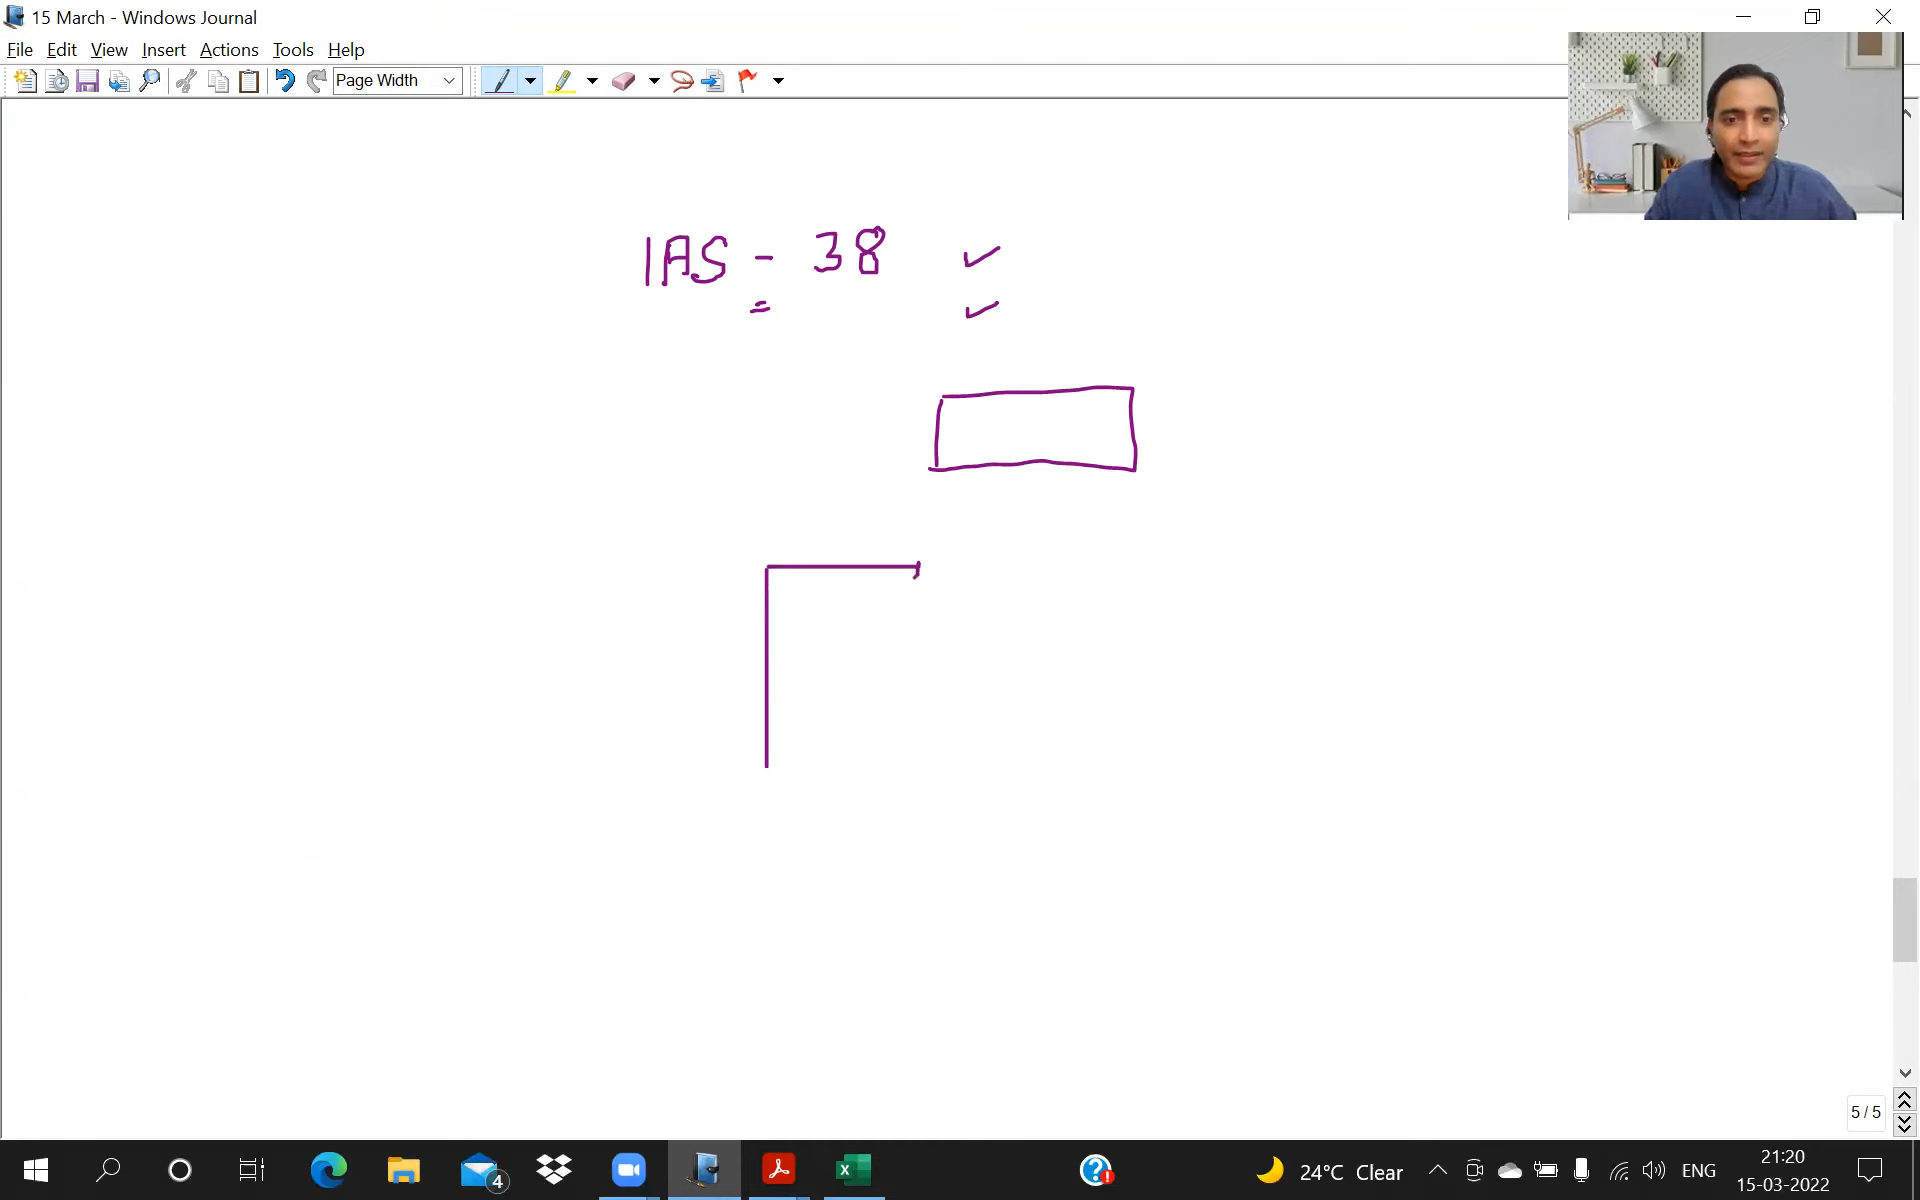 15 March - Windows Journal
File Edit View Insert Actions Tools Help
Page Width
IAS - 38
5 / 5
4
24°C Clear
ENG
21:20
15-03-2022